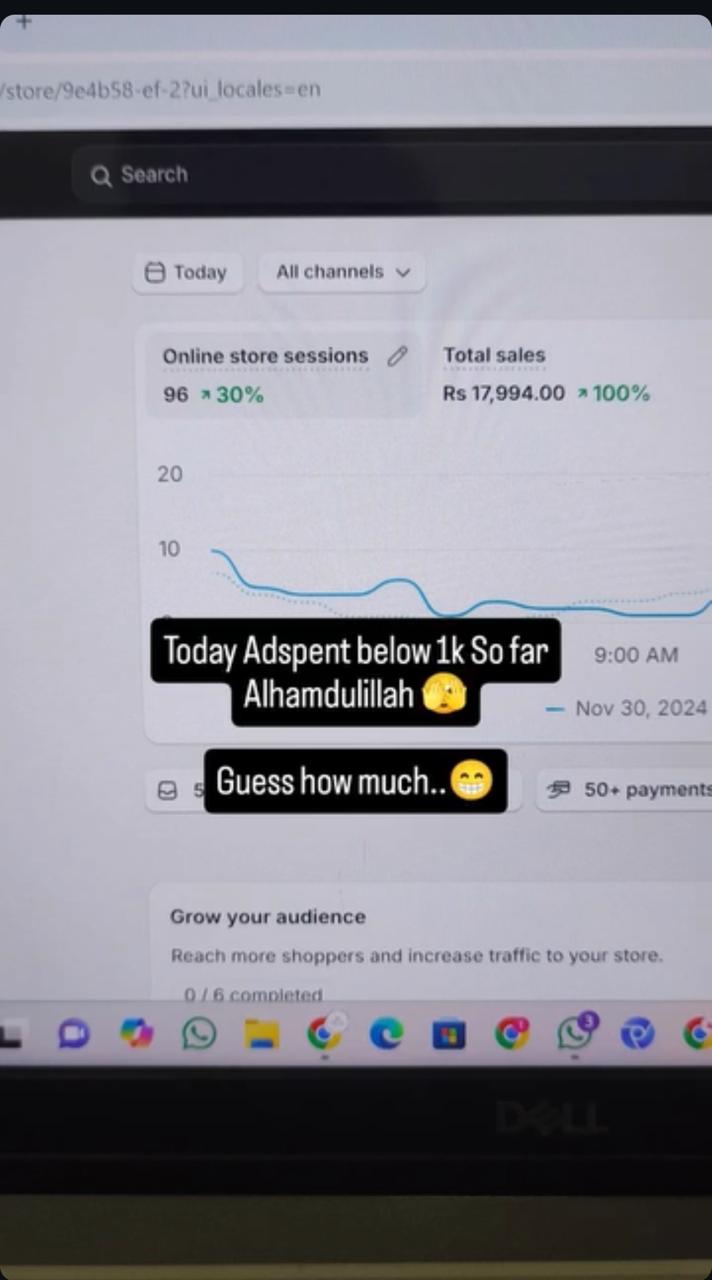 /store/9e4b58-ef-2?ui_locales=en
Search
Today All channels
Online store sessions Total sales
96 ↗ 30% Rs 17,994.00 ↗ 100%
20
10
Today Adspent below 1k So far
Alhamdulillah 🫣
9:00 AM
Nov 30, 2024
Guess how much..😁
50+ payments
Grow your audience
Reach more shoppers and increase traffic to your store.
0 / 6 completed
3
DELL